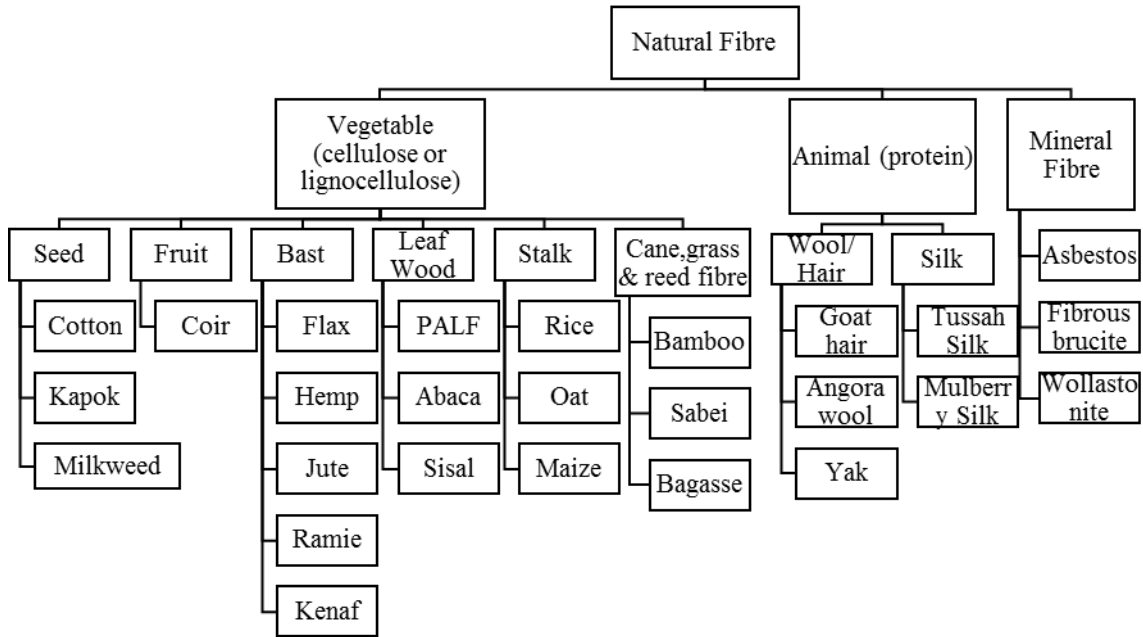 Natural Fibre
Vegetable
(cellulose or
lignocellulose)
Animal (protein)
Mineral
Fibre
Seed
Cotton
Kapok
Milkweed
Fruit
Coir
Bast
Flax
Hemp
Jute
Ramie
Kenaf
Leaf
Wood
PALF
Abaca
Sisal
Stalk
Rice
Oat
Maize
Cane,grass
& reed fibre
Bamboo
Sabei
Bagasse
Wool/
Hair
Goat
hair
Angora
wool
Yak
Silk
Tussah
Silk
Mulberr
y Silk
Asbestos
Fibrous
brucite
Wollasto
nite